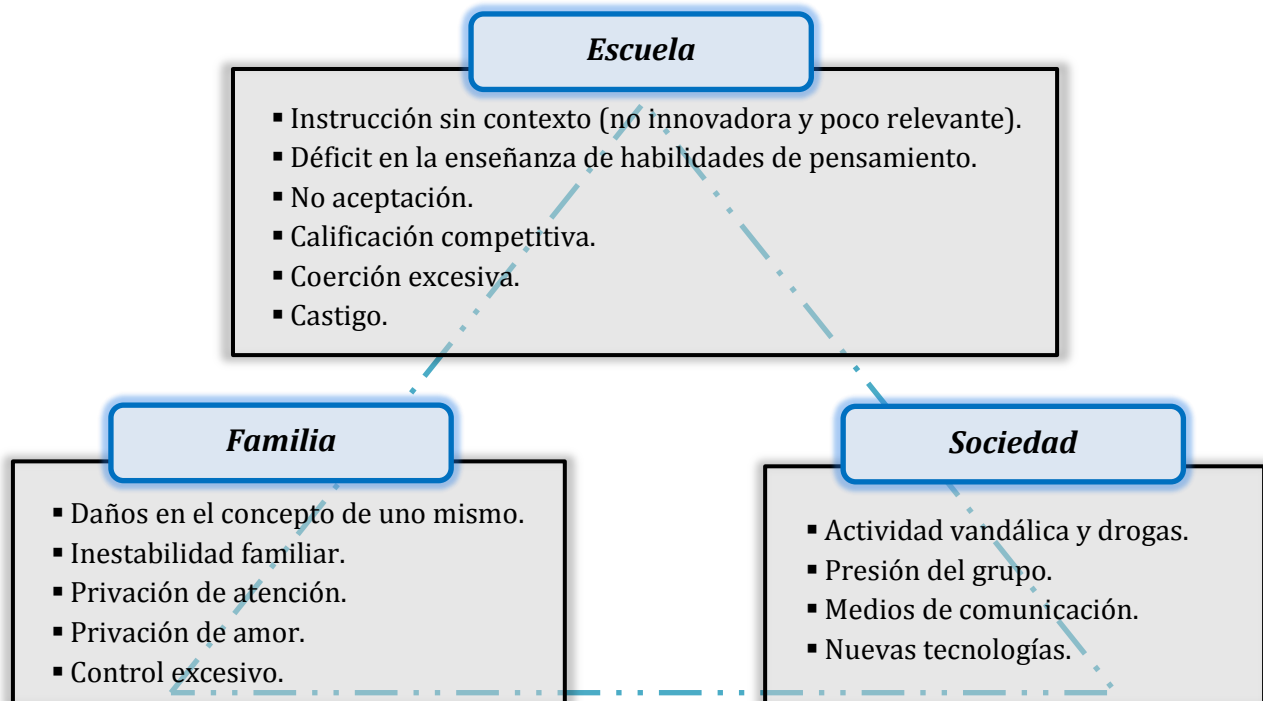 Escuela
▪ Instrucción sin contexto (no innovadora y poco relevante).
▪ Déficit en la enseñanza de habilidades de pensamiento.
▪ No aceptación.
▪ Calificación competitiva.
▪ Coerción excesiva.
▪ Castigo.
Familia
▪ Daños en el concepto de uno mismo.
▪ Inestabilidad familiar.
▪ Privación de atención.
▪ Privación de amor.
▪ Control excesivo.
Sociedad
▪ Actividad vandálica y drogas.
▪ Presión del grupo.
▪ Medios de comunicación.
▪ Nuevas tecnologías.